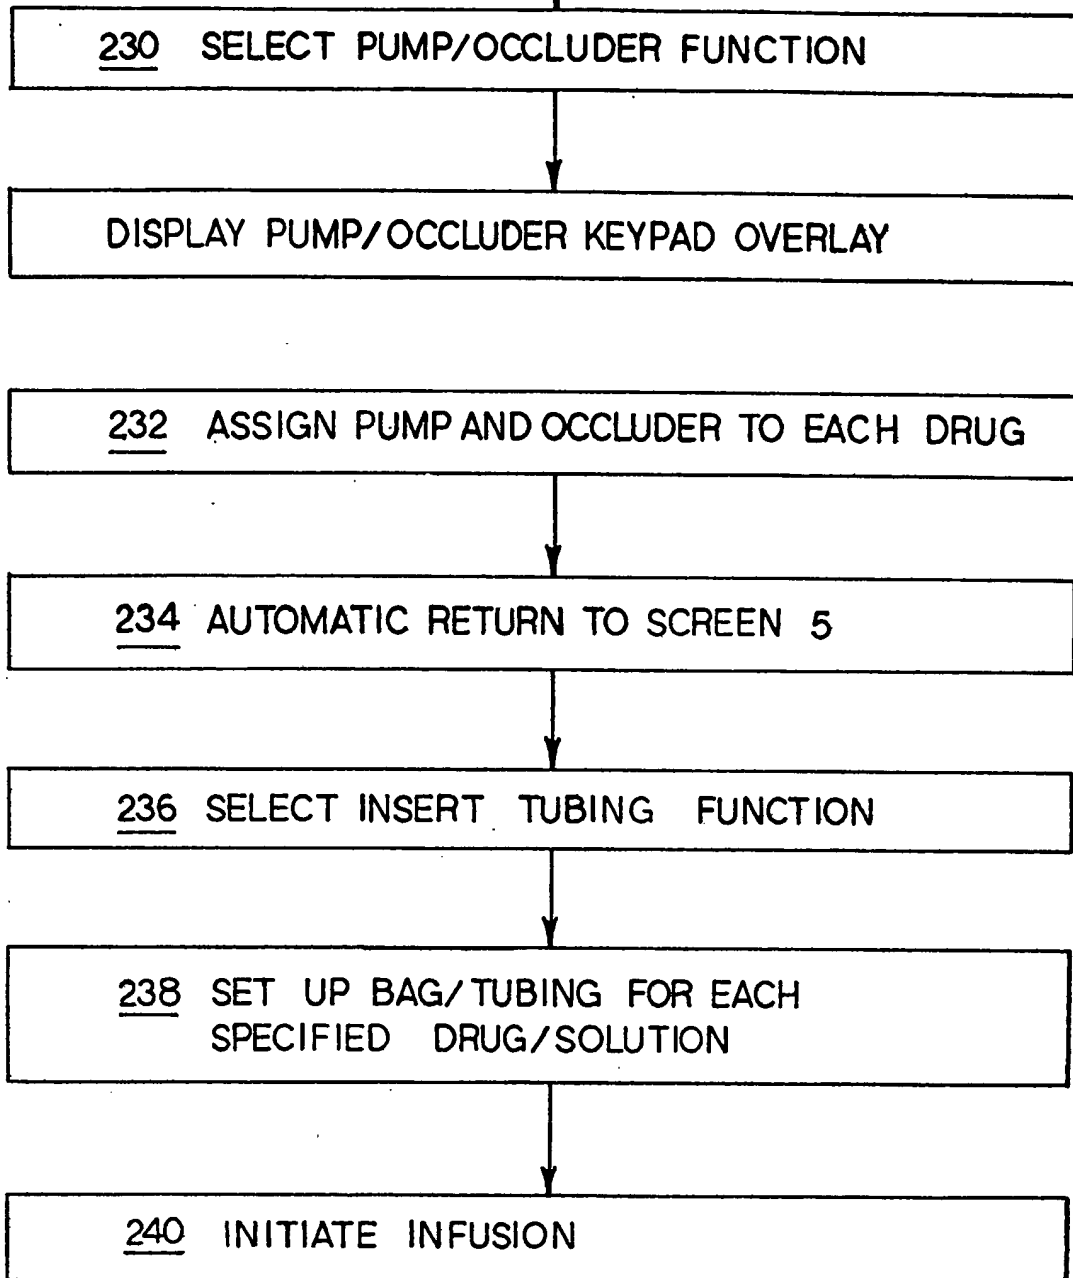 230 SELECT PUMP/OCCLUDER FUNCTION
DISPLAY PUMP/OCCLUDER KEYPAD OVERLAY
232 ASSIGN PUMP AND OCCLUDER TO EACH DRUG
234 AUTOMATIC RETURN TO SCREEN 5
236 SELECT INSERT TUBING FUNCTION
238 SET UP BAG/TUBING FOR EACH
SPECIFIED DRUG/SOLUTION
240 INITIATE INFUSION